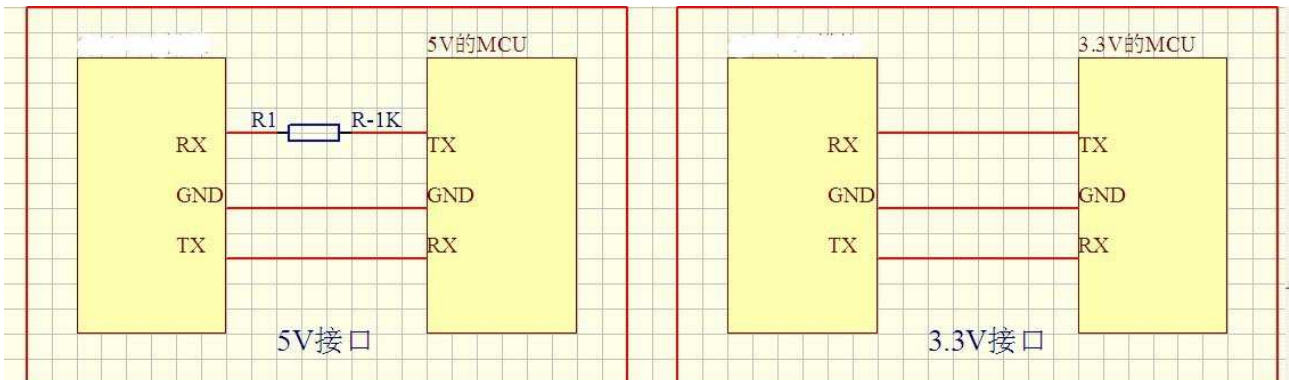 5V的MCU
R1
R-1K
RX
TX
GND
GND
TX
RX
5V接口
3.3V的MCU
RX
TX
GND
GND
TX
RX
3.3V接口